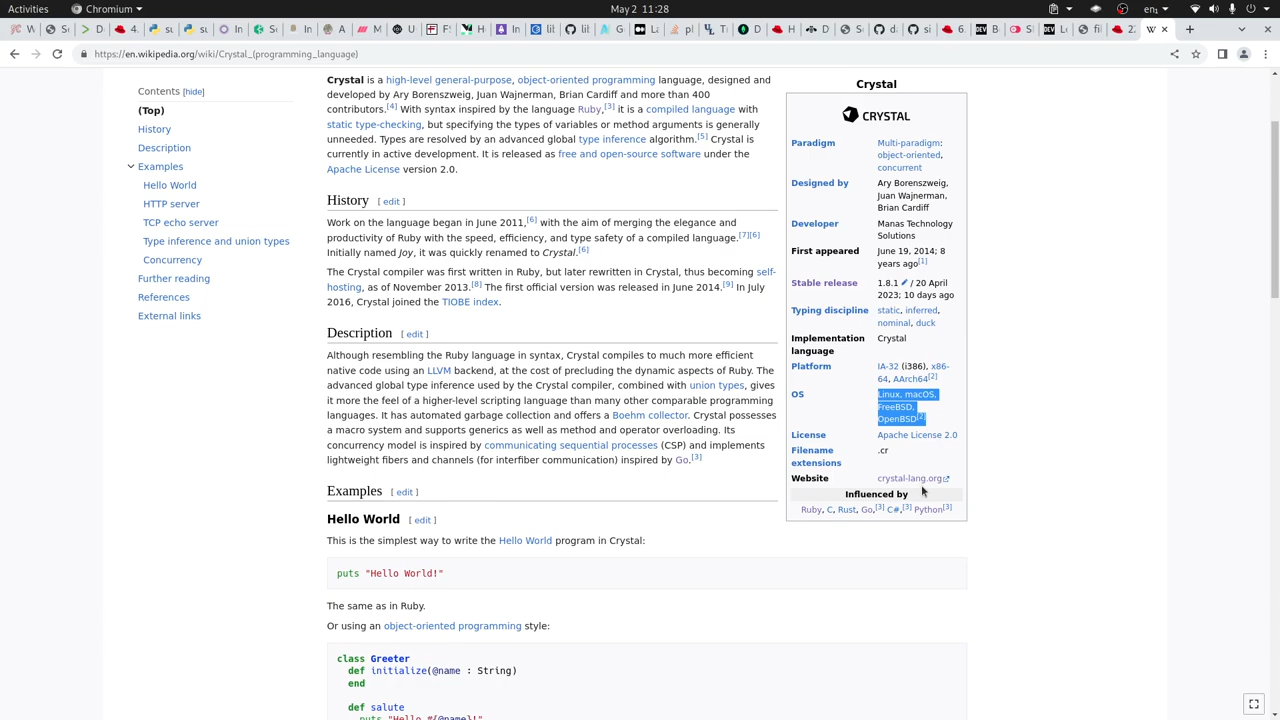 Activities
Chromium
May 2 11:28
https://en.wikipedia.org/wiki/Crystal_(programming_language)
Contents [hide]
(Top)
History
Description
Examples
Hello World
HTTP server
TCP echo server
Type inference and union types
Concurrency
Further reading
References
External links
Crystal is a high-level general-purpose, object-oriented programming language, designed and
developed by Ary Borenszweig, Juan Wajnerman, Brian Cardiff and more than 400
contributors.[4] With syntax inspired by the language Ruby,[3] it is a compiled language with
static type-checking, but specifying the types of variables or method arguments is generally
unneeded. Types are resolved by an advanced global type inference algorithm.[5] Crystal is
currently in active development. It is released as free and open-source software under the
Apache License version 2.0.
History [ edit ]
Work on the language began in June 2011,[6] with the aim of merging the elegance and
productivity of Ruby with the speed, efficiency, and type safety of a compiled language.[7][6]
Initially named Joy, it was quickly renamed to Crystal.[6]
The Crystal compiler was first written in Ruby, but later rewritten in Crystal, thus becoming self-
hosting, as of November 2013.[8] The first official version was released in June 2014.[9] In July
2016, Crystal joined the TIOBE index.
Description [ edit ]
Although resembling the Ruby language in syntax, Crystal compiles to much more efficient
native code using an LLVM backend, at the cost of precluding the dynamic aspects of Ruby. The
advanced global type inference used by the Crystal compiler, combined with union types, gives
it more the feel of a higher-level scripting language than many other comparable programming
languages. It has automated garbage collection and offers a Boehm collector. Crystal possesses
a macro system and supports generics as well as method and operator overloading. Its
concurrency model is inspired by communicating sequential processes (CSP) and implements
lightweight fibers and channels (for interfiber communication) inspired by Go.[3]
Examples [ edit ]
Hello World [ edit ]
This is the simplest way to write the Hello World program in Crystal:
puts "Hello World!"
The same as in Ruby.
Or using an object-oriented programming style:
class Greeter
def initialize(@name : String)
end
def salute
puts "Hello #{@name}!"
Crystal
CRYSTAL
Paradigm Multi-paradigm:
object-oriented,
concurrent
Designed by Ary Borenszweig,
Juan Wajnerman,
Brian Cardiff
Developer Manas Technology
Solutions
First appeared June 19, 2014; 8
years ago[1]
Stable release 1.8.1 / 20 April
2023; 10 days ago
Typing discipline static, inferred,
nominal, duck
Implementation Crystal
language
Platform IA-32 (i386), x86-
64, AArch64[2]
OS Linux, macOS,
FreeBSD,
OpenBSD[2]
License Apache License 2.0
Filename .cr
extensions
Website crystal-lang.org
Influenced by
Ruby, C, Rust, Go,[3] C#,[3] Python[3]